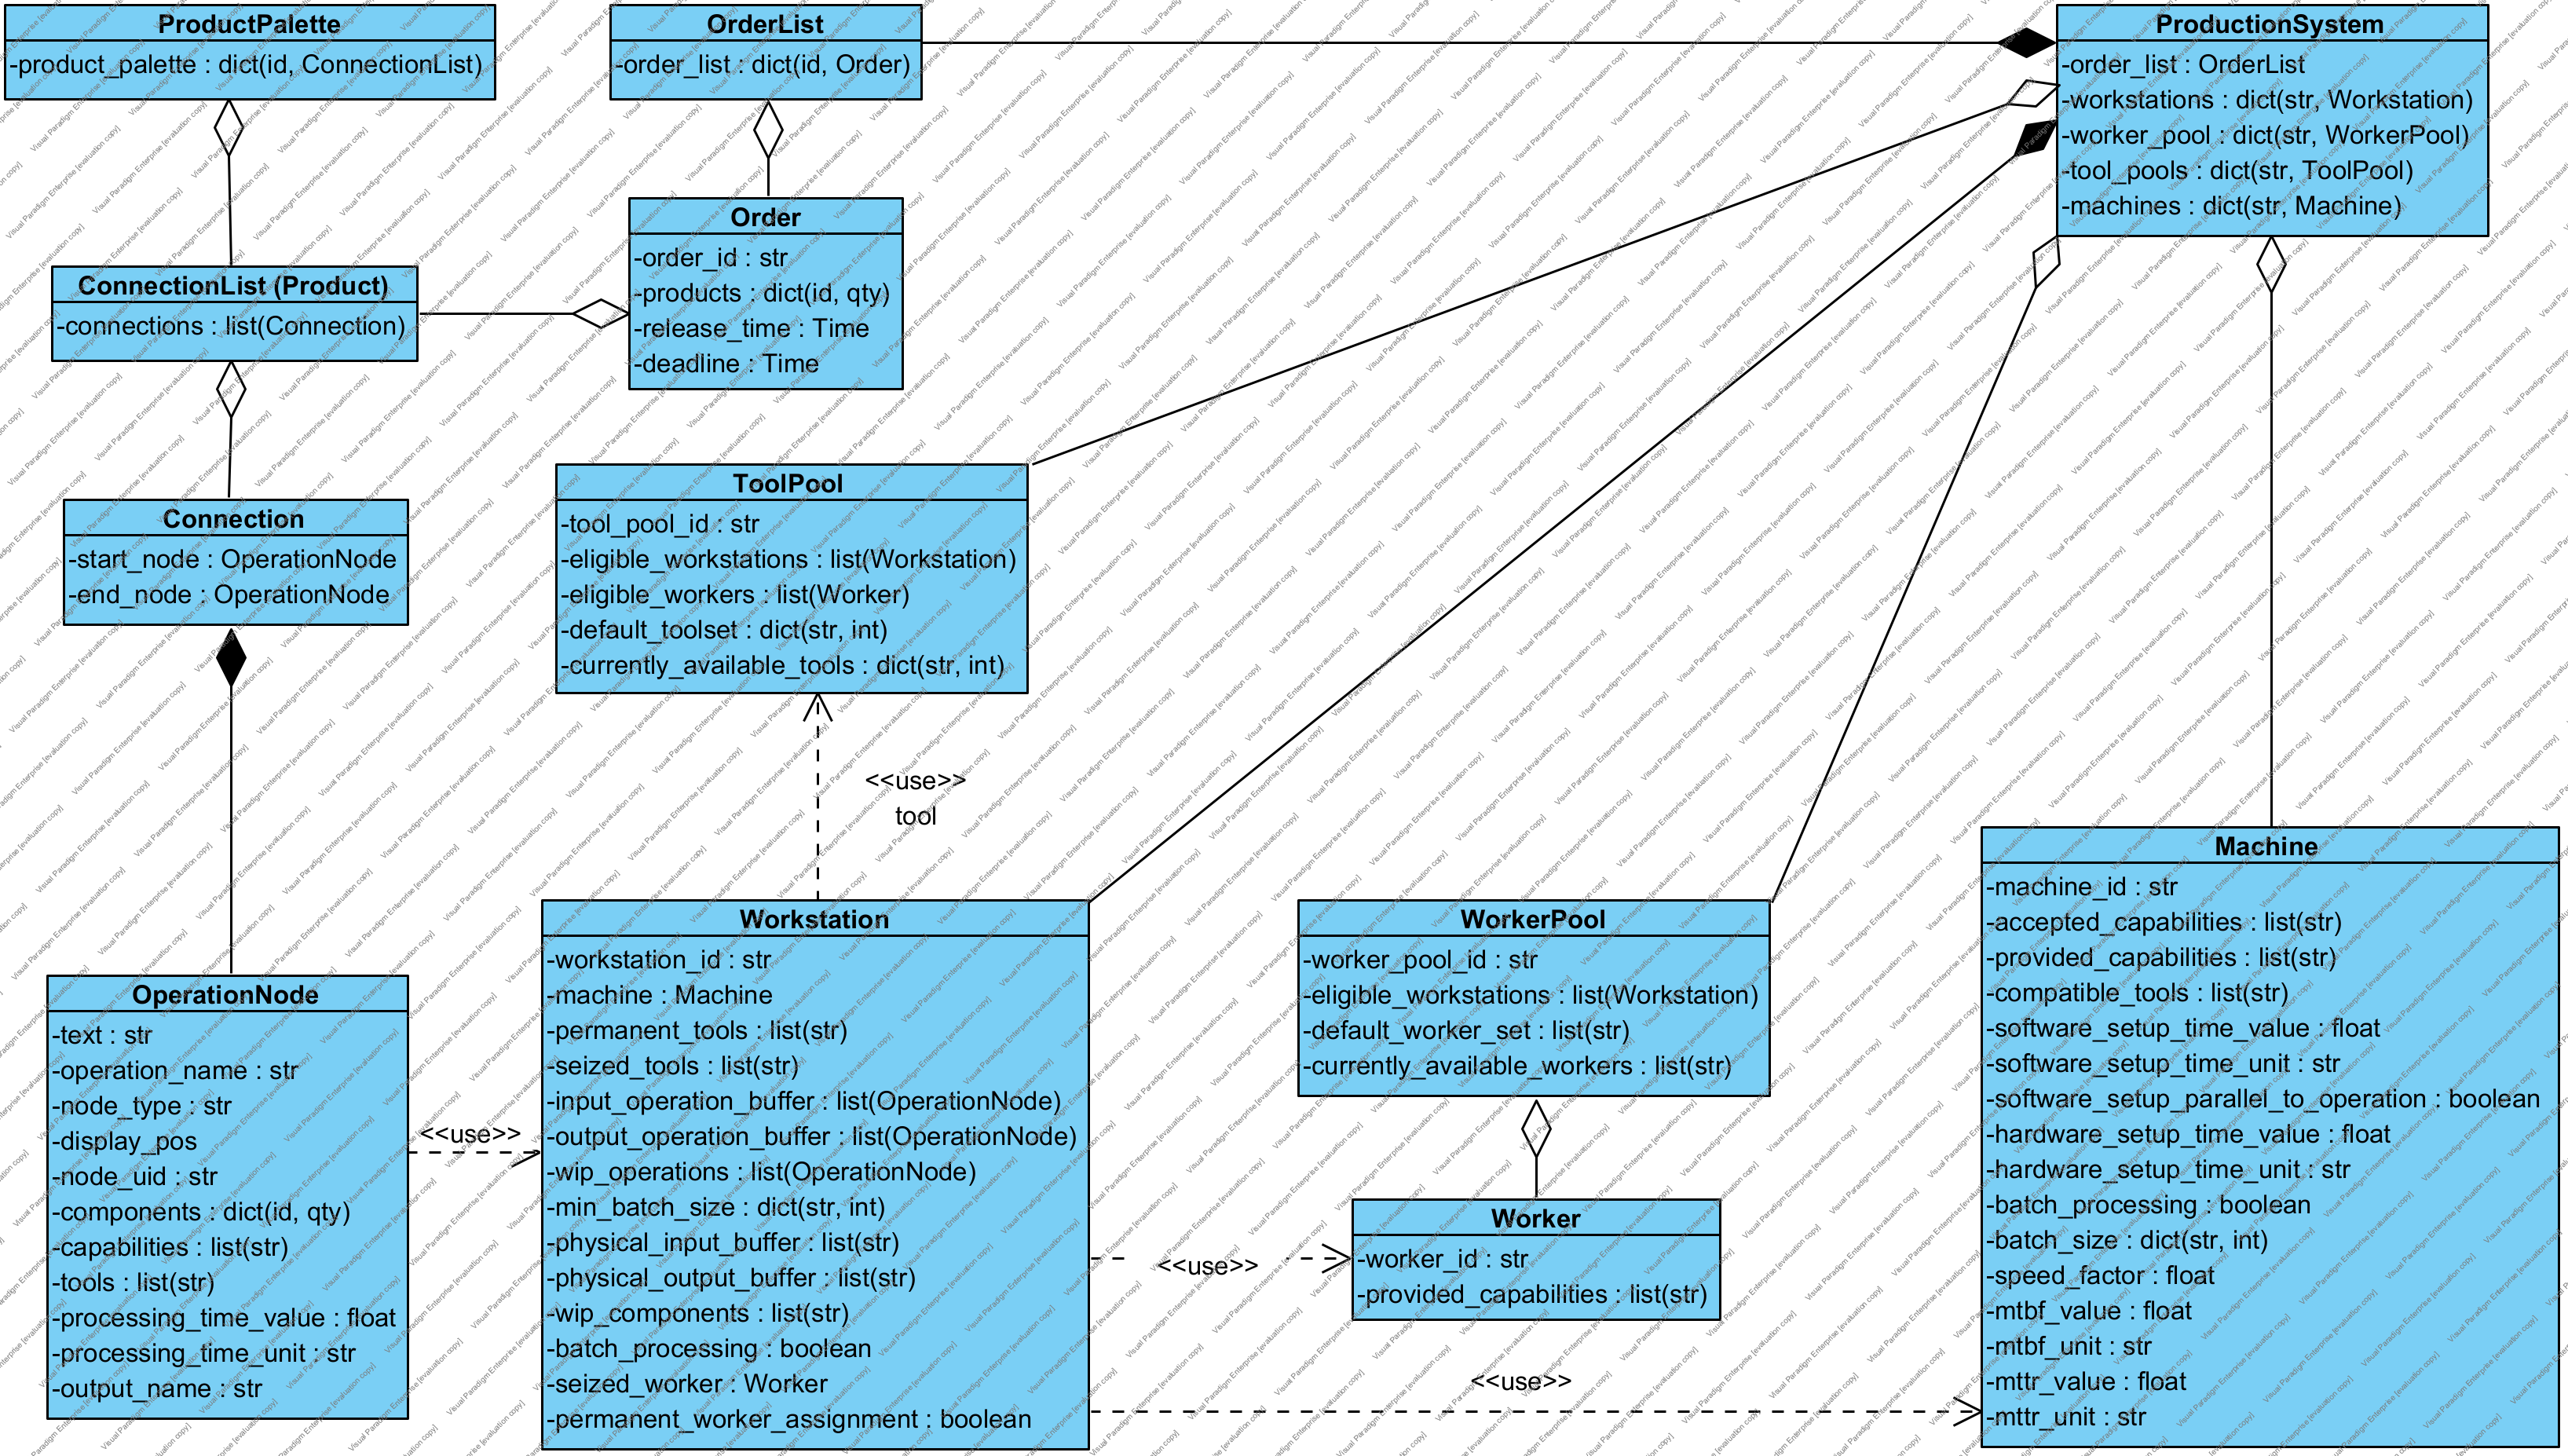 ProductPalette
-product_palette : dict(id, ConnectionList)
OrderList
-order_list : dict(id, Order)
ProductionSystem
-order_list : OrderList
-workstations : dict(str, Workstation)
-worker_pool : dict(str, WorkerPool)
-tool_pools : dict(str, ToolPool)
-machines : dict(str, Machine)
Order
-order_id : str
-products : dict(id, qty)
-release_time : Time
-deadline : Time
ConnectionList (Product)
-connections : list(Connection)
Connection
-start_node : OperationNode
-end_node : OperationNode
ToolPool
-tool_pool_id : str
-eligible_workstations : list(Workstation)
-eligible_workers : list(Worker)
-default_toolset : dict(str, int)
-currently_available_tools : dict(str, int)
<<use>>
tool
OperationNode
-text : str
-operation_name : str
-node_type : str
-display_pos
-node_uid : str
-components : dict(id, qty)
-capabilities : list(str)
-tools : list(str)
-processing_time_value : float
-processing_time_unit : str
-output_name : str
<<use>>
Workstation
-workstation_id : str
-machine : Machine
-permanent_tools : list(str)
-seized_tools : list(str)
-input_operation_buffer : list(OperationNode)
-output_operation_buffer : list(OperationNode)
-wip_operations : list(OperationNode)
-min_batch_size : dict(str, int)
-physical_input_buffer : list(str)
-physical_output_buffer : list(str)
-wip_components : list(str)
-batch_processing : boolean
-seized_worker : Worker
-permanent_worker_assignment : boolean
WorkerPool
-worker_pool_id : str
-eligible_workstations : list(Workstation)
-default_worker_set : list(str)
-currently_available_workers : list(str)
<<use>>
Worker
-worker_id : str
-provided_capabilities : list(str)
<<use>>
Machine
-machine_id : str
-accepted_capabilities : list(str)
-provided_capabilities : list(str)
-compatible_tools : list(str)
-software_setup_time_value : float
-software_setup_time_unit : str
-software_setup_parallel_to_operation : boolean
-hardware_setup_time_value : float
-hardware_setup_time_unit : str
-batch_processing : boolean
-batch_size : dict(str, int)
-speed_factor : float
-mtbf_value : float
-mtbf_unit : str
-mttr_value : float
-mttr_unit : str
Visual Paradigm Enterprise [evaluation copy]